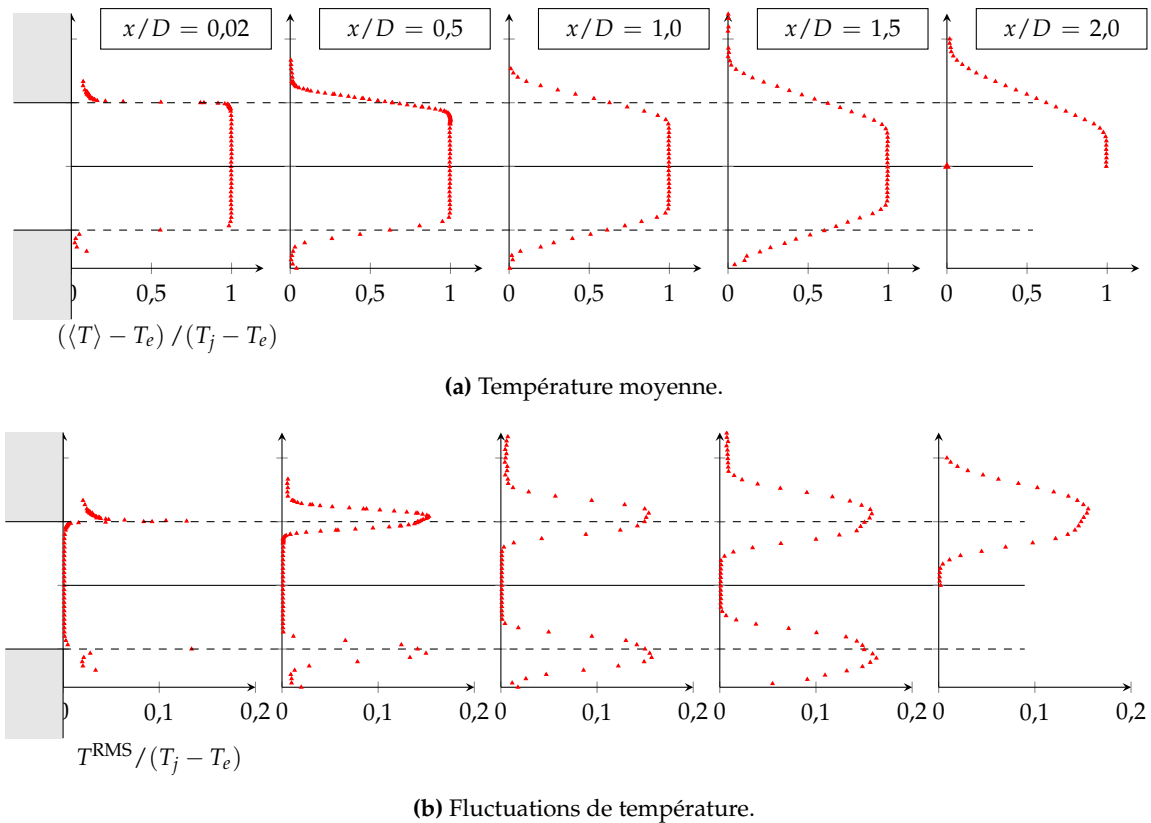 x/D = 0,02 x/D = 0,5 x/D = 1,0 x/D = 1,5 x/D = 2,0
0 0,5 1 0 0,5 1 0 0,5 1 0 0,5 1 0 0,5 1
(⟨T⟩ − T_e) /(T_j − T_e)
(a) Température moyenne.
0 0,1 0,2 0 0,1 0,2 0 0,1 0,2 0 0,1 0,2 0 0,1 0,2
T^RMS/(T_j − T_e)
(b) Fluctuations de température.